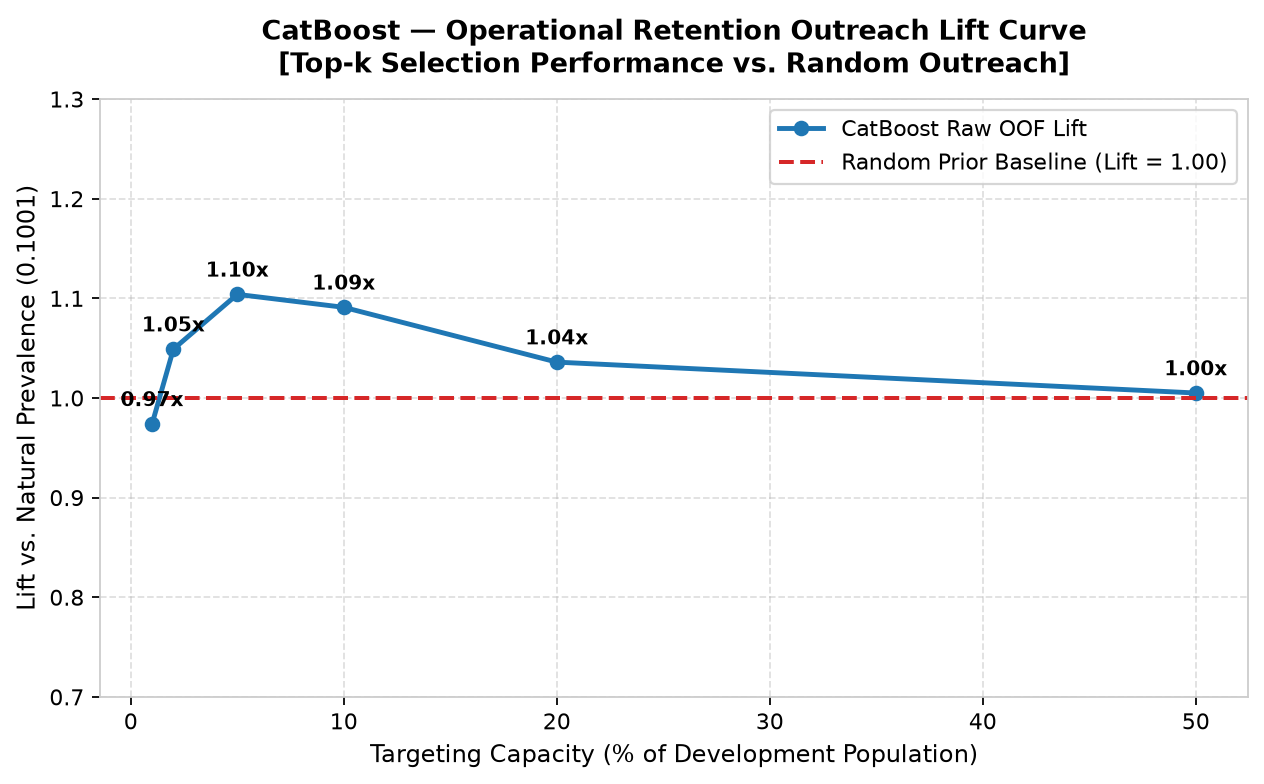 CatBoost — Operational Retention Outreach Lift Curve
[Top-k Selection Performance vs. Random Outreach]
Lift vs. Natural Prevalence (0.1001)
1.3
1.2
1.1
1.0
0.9
0.8
0.7
CatBoost Raw OOF Lift
Random Prior Baseline (Lift = 1.00)
0.97x
1.05x
1.10x
1.09x
1.04x
1.00x
0
10
20
30
40
50
Targeting Capacity (% of Development Population)